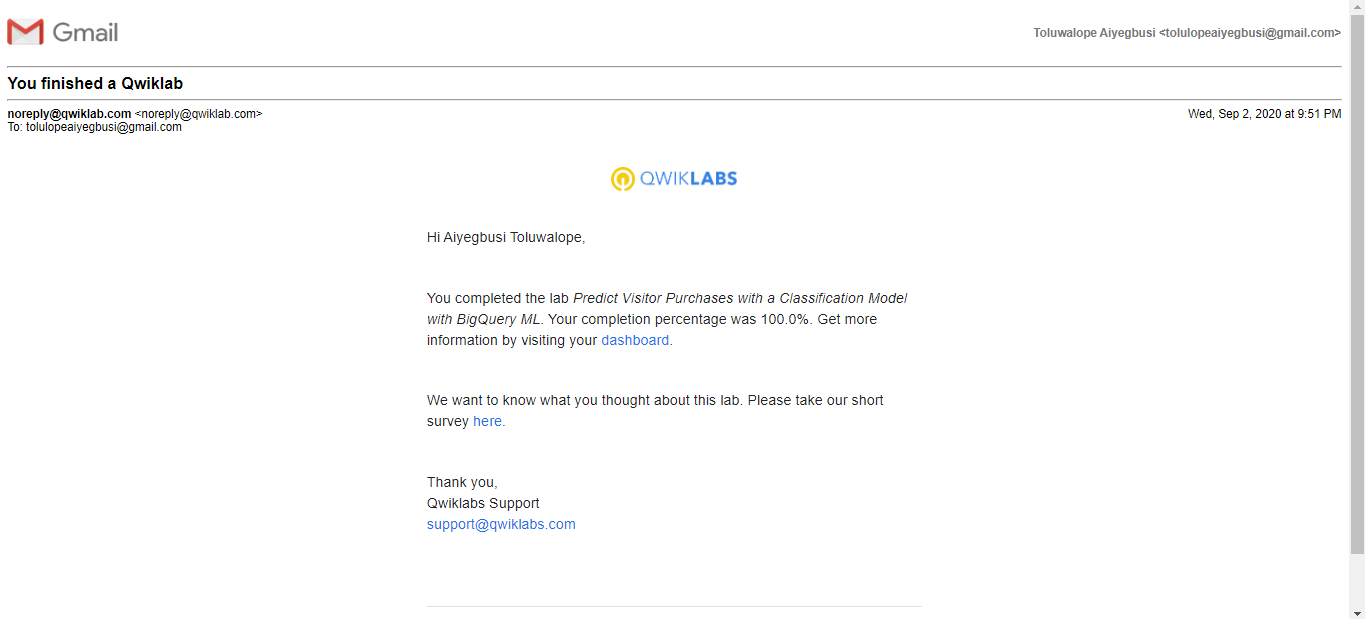 Gmail
Toluwalope Aiyegbusi <tolulopeaiyegbusi@gmail.com>
You finished a Qwiklab
noreply@qwiklab.com <noreply@qwiklab.com>
Wed, Sep 2, 2020 at 9:51 PM
To: tolulopeaiyegbusi@gmail.com
QWIKLABS
Hi Aiyegbusi Toluwalope,
You completed the lab Predict Visitor Purchases with a Classification Model
with BigQuery ML. Your completion percentage was 100.0%. Get more
information by visiting your dashboard.
We want to know what you thought about this lab. Please take our short
survey here.
Thank you,
Qwiklabs Support
support@qwiklabs.com